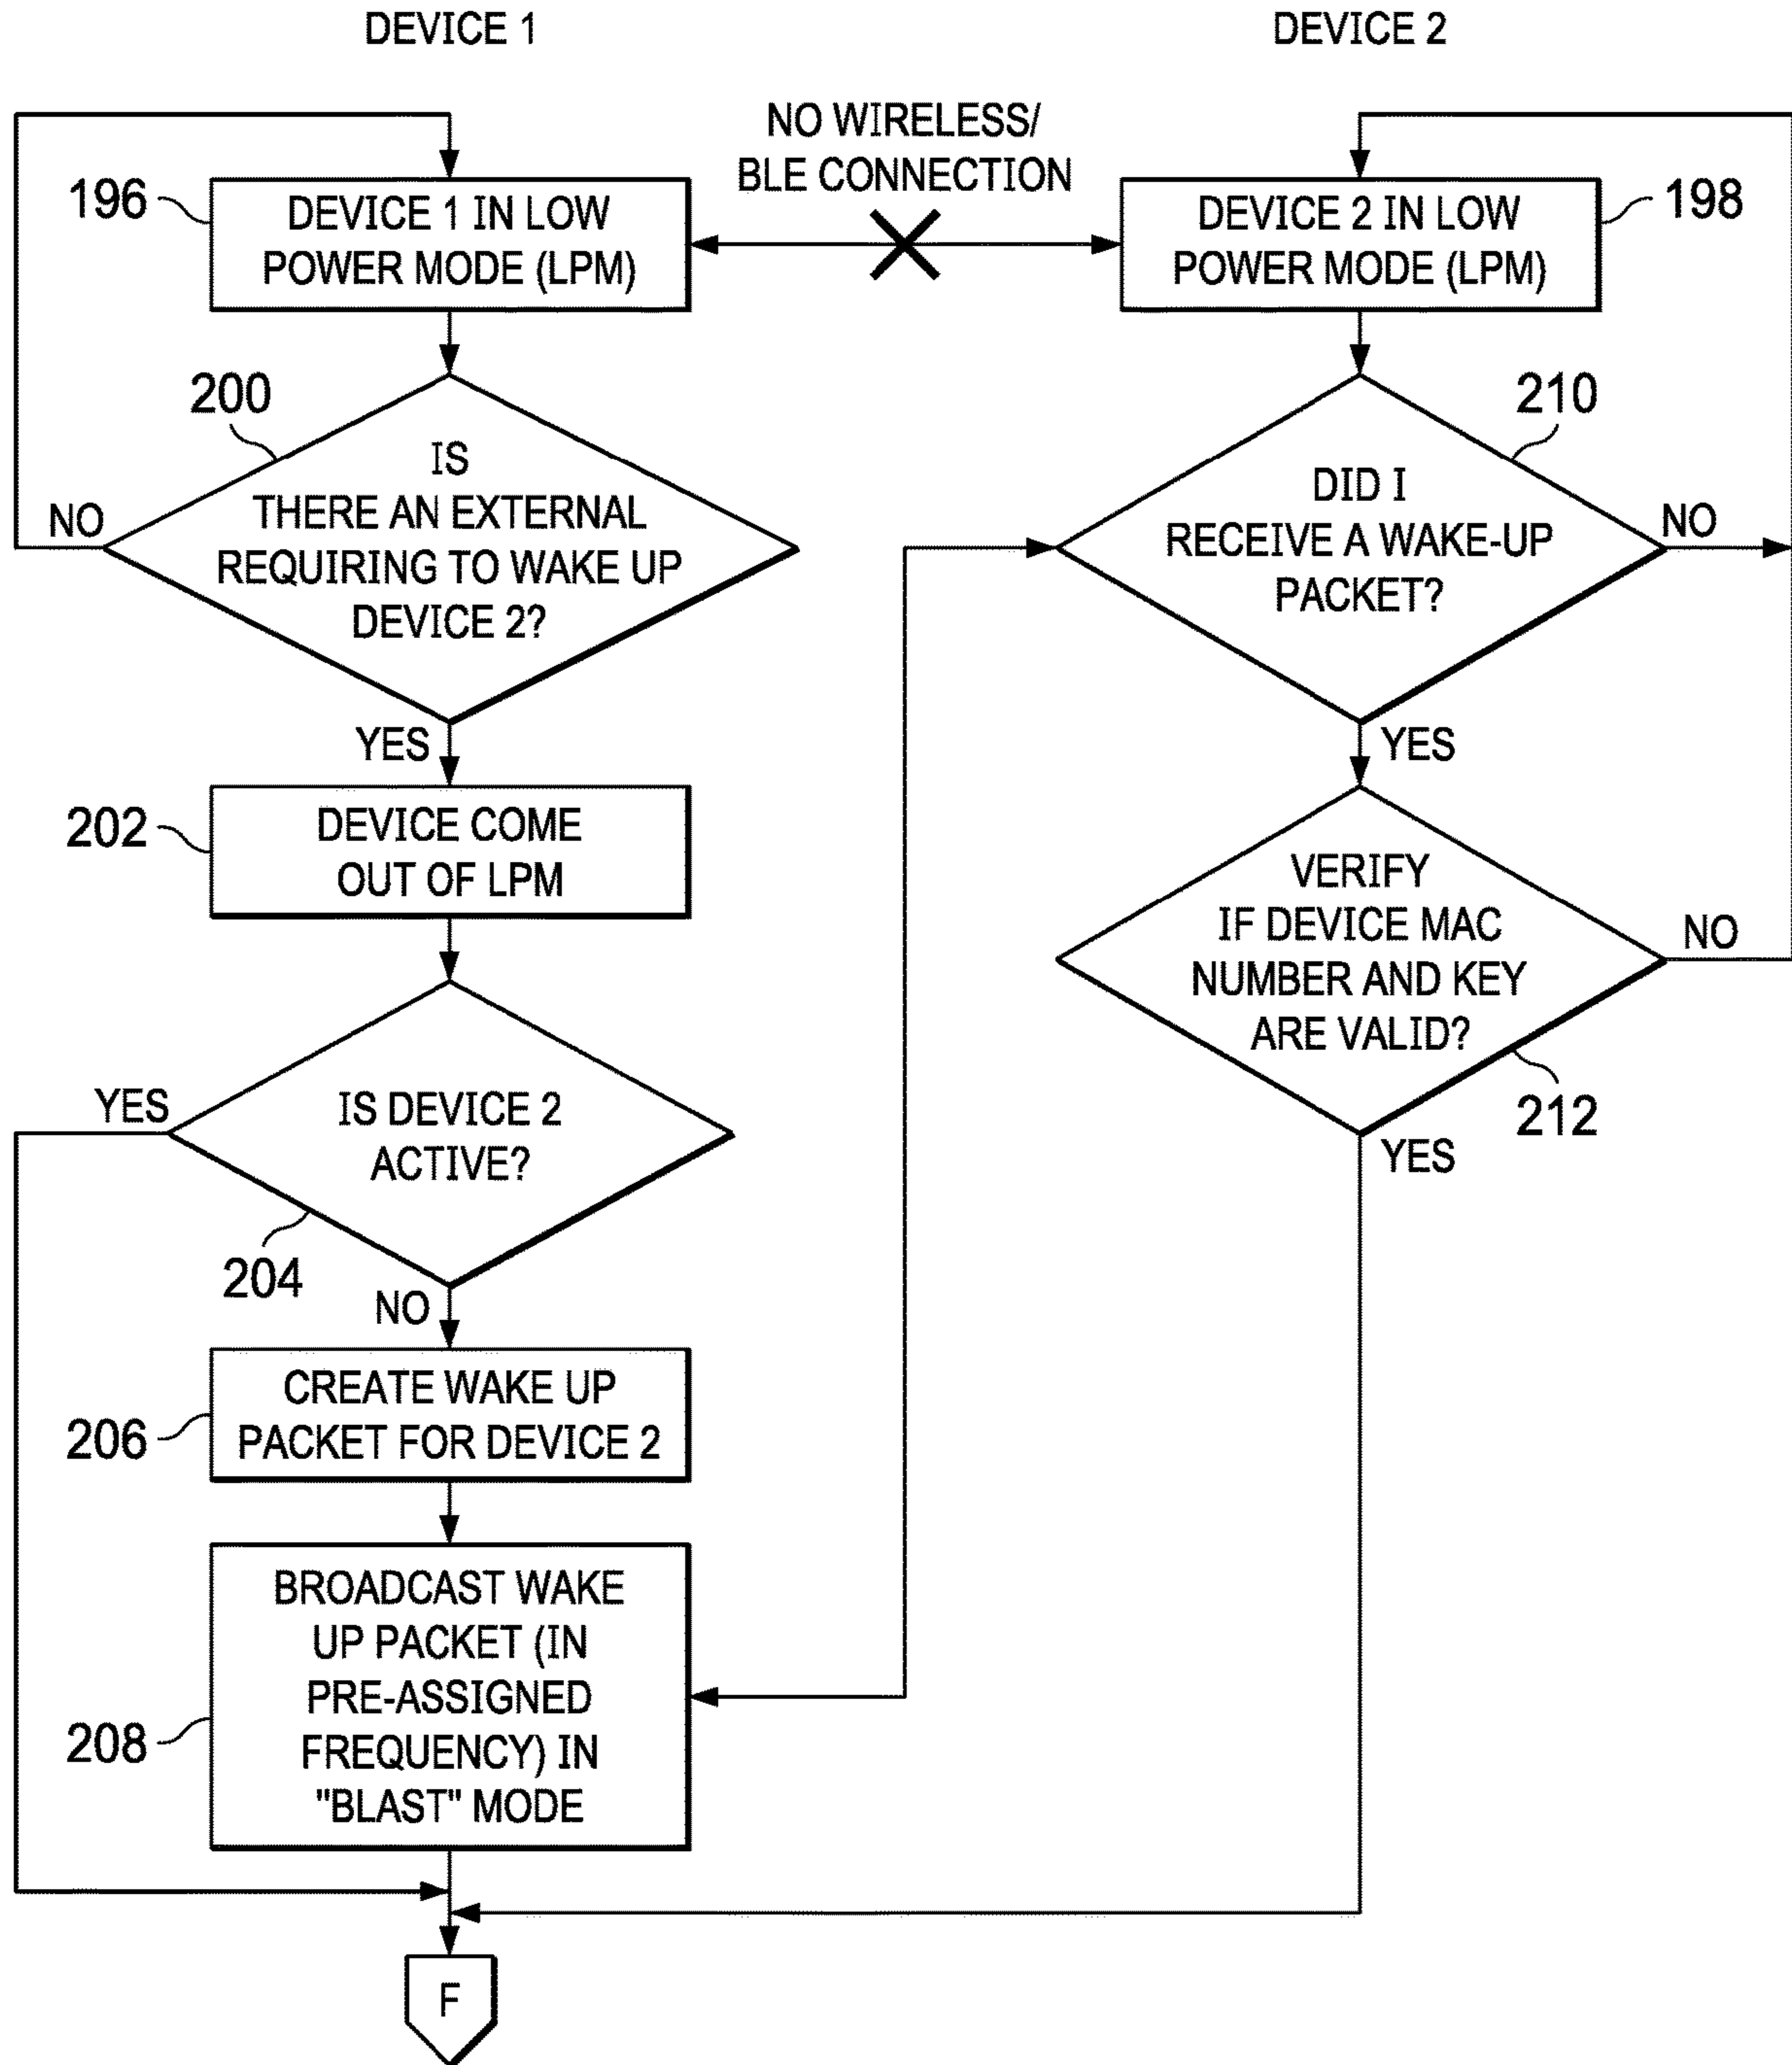 DEVICE 1
DEVICE 2
NO WIRELESS/
BLE CONNECTION
196
DEVICE 1 IN LOW
POWER MODE (LPM)
DEVICE 2 IN LOW
POWER MODE (LPM)
198
200
IS
THERE AN EXTERNAL
REQUIRING TO WAKE UP
DEVICE 2?
NO
YES
210
DID I
RECEIVE A WAKE-UP
PACKET?
NO
YES
202
DEVICE COME
OUT OF LPM
VERIFY
IF DEVICE MAC
NUMBER AND KEY
ARE VALID?
NO
212
YES
YES
IS DEVICE 2
ACTIVE?
204
NO
206
CREATE WAKE UP
PACKET FOR DEVICE 2
208
BROADCAST WAKE
UP PACKET (IN
PRE-ASSIGNED
FREQUENCY) IN
"BLAST" MODE
F